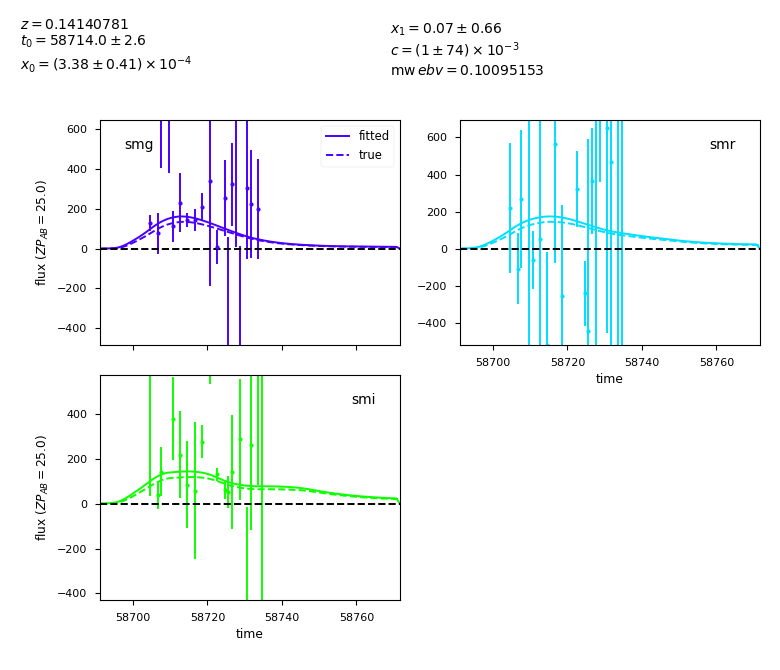 z = 0.14140781
t₀ = 58714.0 ± 2.6
x₀ = (3.38 ± 0.41) × 10⁻⁴
x₁ = 0.07 ± 0.66
c = (1 ± 74) × 10⁻³
mw ebv = 0.10095153
smg
fitted
true
600
400
200
0
−200
−400
flux (ZP_AB = 25.0)
smr
600
400
200
0
−200
−400
58700 58720 58740 58760
time
smi
400
200
0
−200
−400
flux (ZP_AB = 25.0)
58700 58720 58740 58760
time